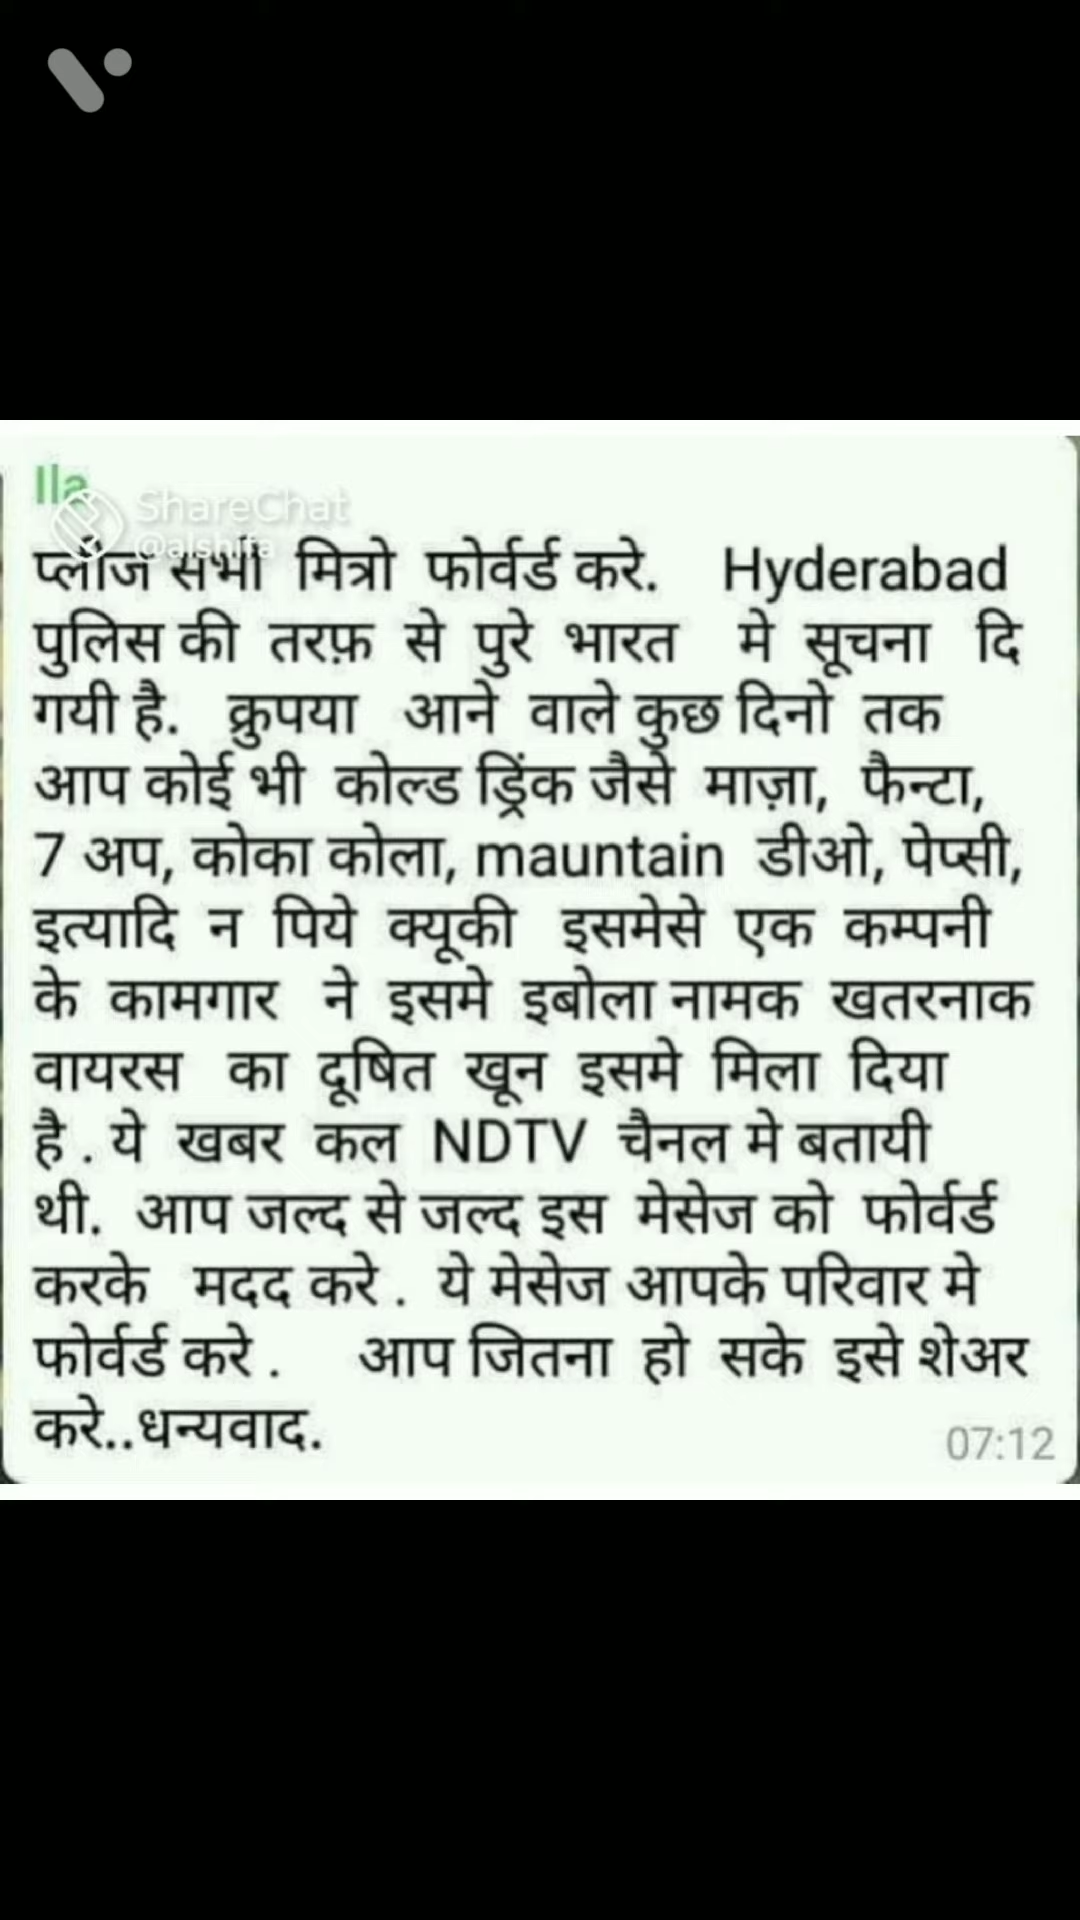 Ila
ShareChat
@alshifa
प्लीज सभी मित्रो फोर्वर्ड करे. Hyderabad
पुलिस की तरफ़ से पुरे भारत मे सूचना दि
गयी है. क्रुपया आने वाले कुछ दिनो तक
आप कोई भी कोल्ड ड्रिंक जैसे माज़ा, फैन्टा,
7 अप, कोका कोला, mauntain डीओ, पेप्सी,
इत्यादि न पिये क्यूकी इसमेसे एक कम्पनी
के कामगार ने इसमे इबोला नामक खतरनाक
वायरस का दूषित खून इसमे मिला दिया
है . ये खबर कल NDTV चैनल मे बतायी
थी. आप जल्द से जल्द इस मेसेज को फोर्वर्ड
करके मदद करे . ये मेसेज आपके परिवार मे
फोर्वर्ड करे . आप जितना हो सके इसे शेअर
करे..धन्यवाद.
07:12